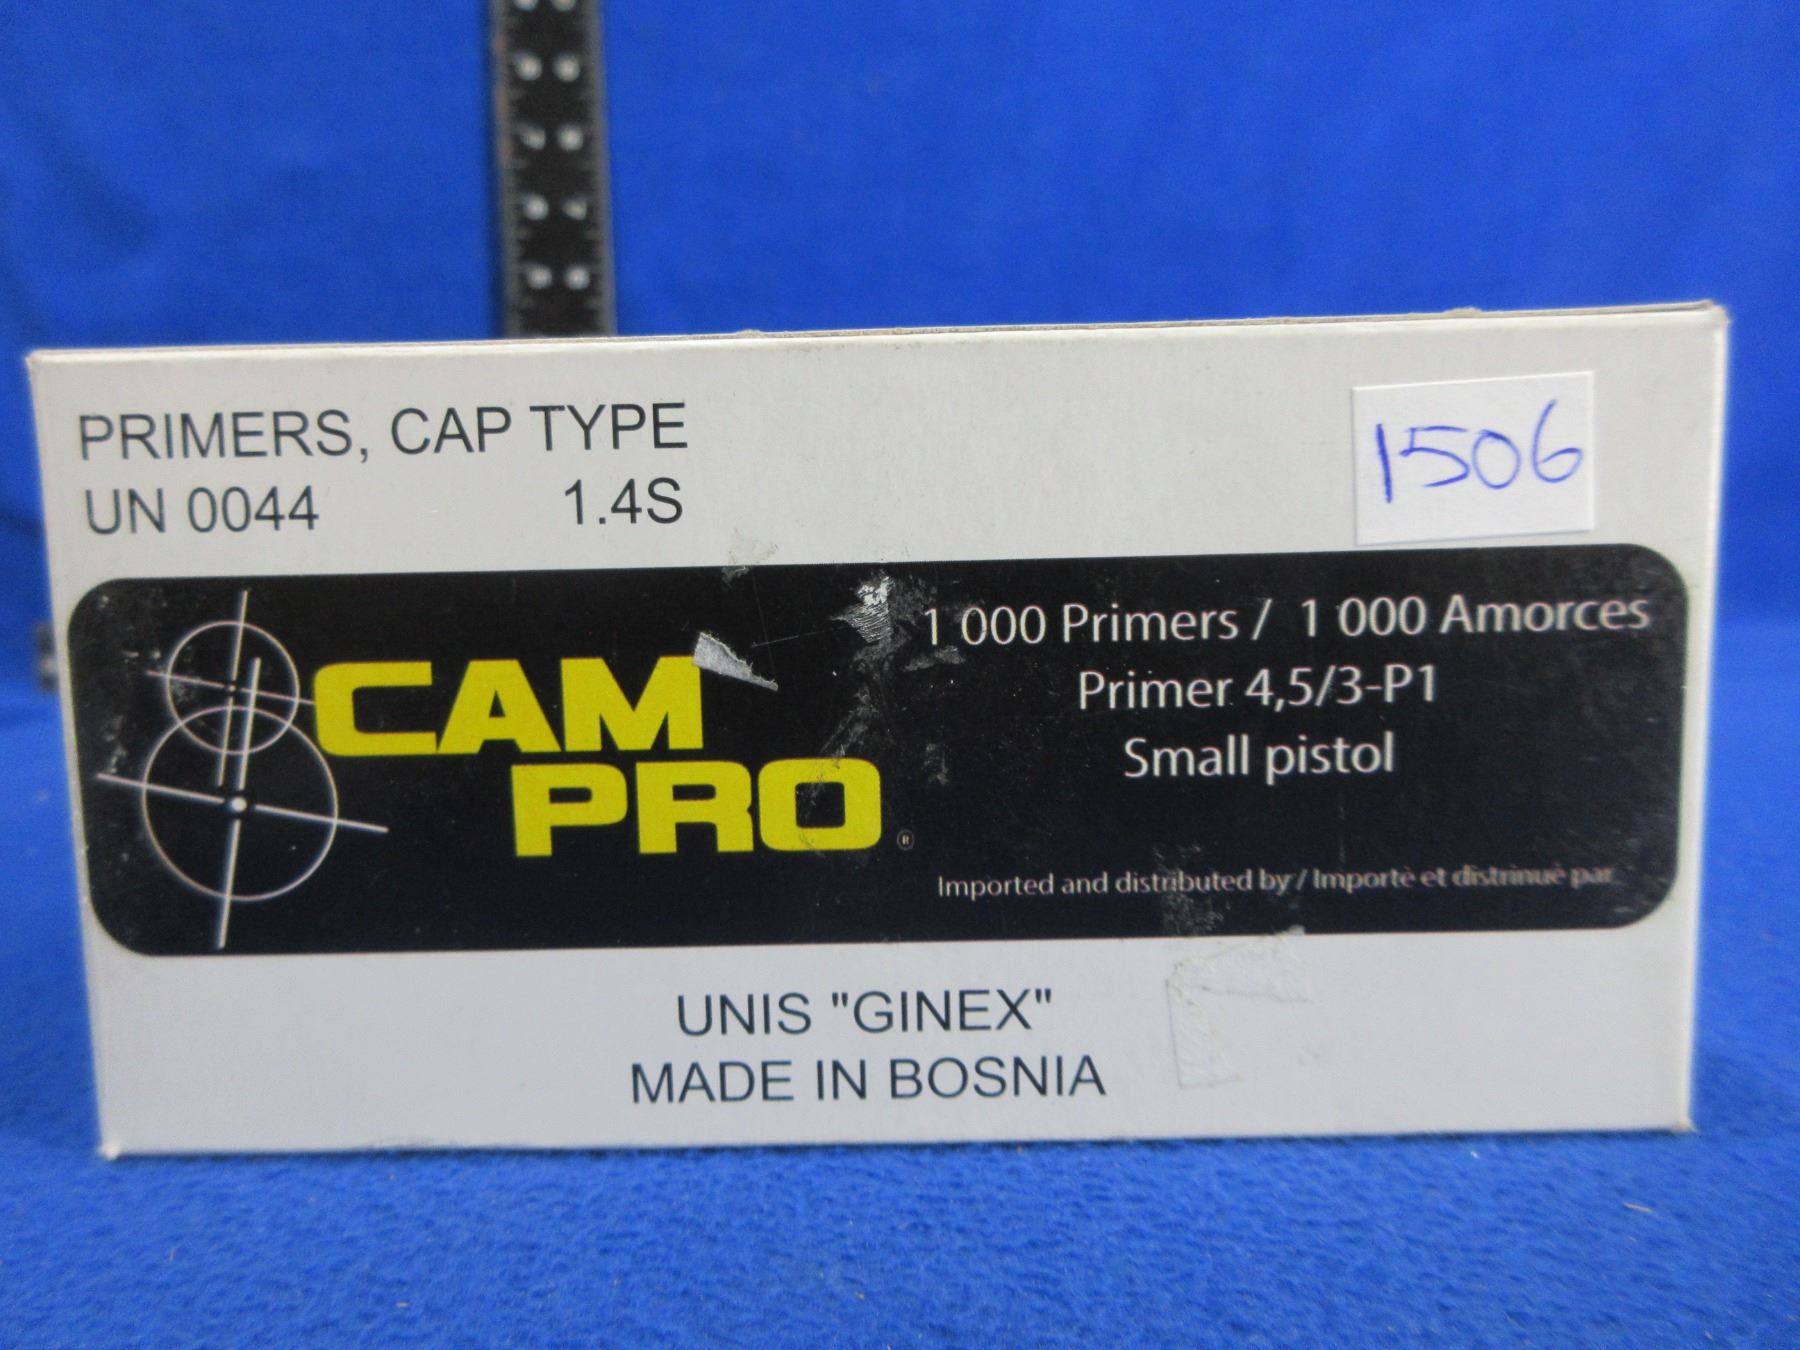 PRIMERS, CAP TYPE
UN 0044 1.4S
1506
CAM
PRO ®
1 000 Primers / 1 000 Amorces
Primer 4,5/3-P1
Small pistol
Imported and distributed by / Importè et distrinuè par
UNIS "GINEX"
MADE IN BOSNIA